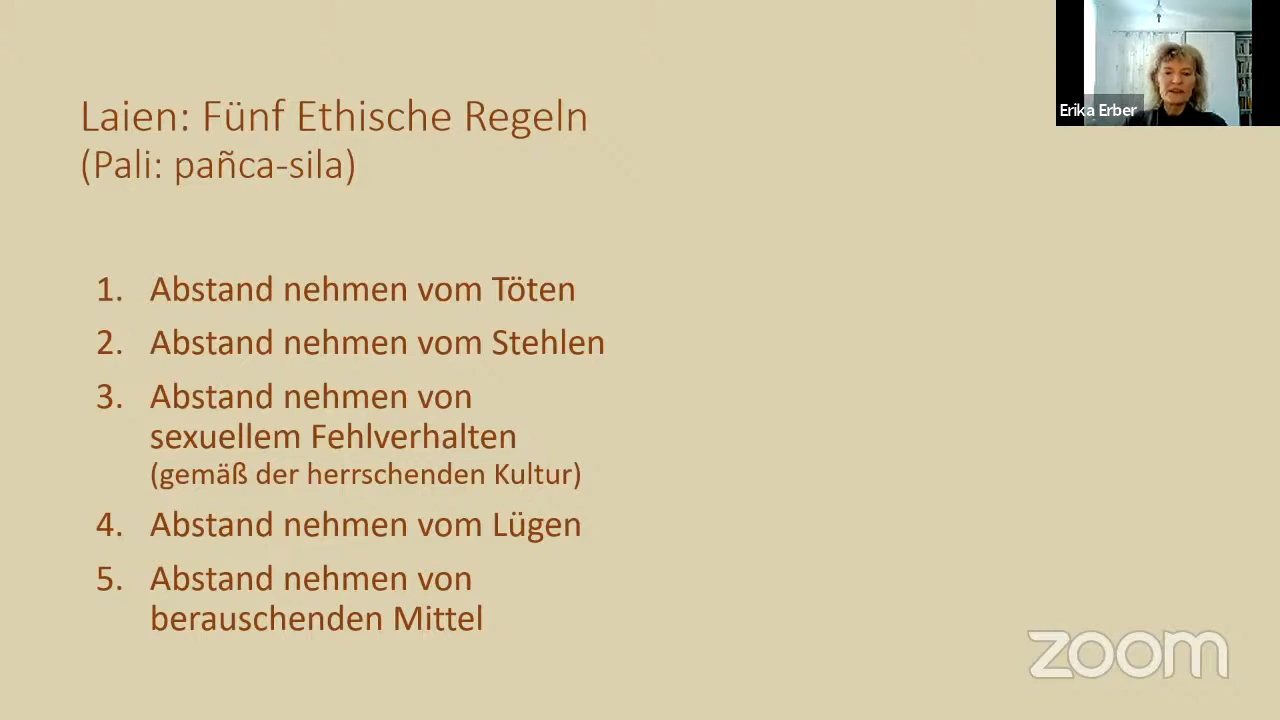 Laien: Fünf Ethische Regeln
(Pali: pañca-sila)
1. Abstand nehmen vom Töten
2. Abstand nehmen vom Stehlen
3. Abstand nehmen von
sexuellem Fehlverhalten
(gemäß der herrschenden Kultur)
4. Abstand nehmen vom Lügen
5. Abstand nehmen von
berauschenden Mittel
Erika Erber
zoom